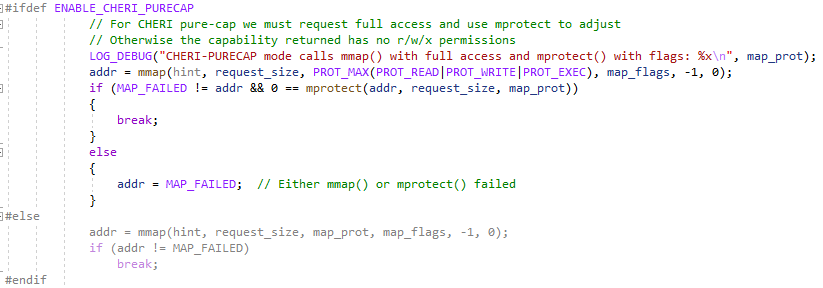 #ifdef ENABLE_CHERI_PURECAP
// For CHERI pure-cap we must request full access and use mprotect to adjust
// Otherwise the capability returned has no r/w/x permissions
LOG_DEBUG("CHERI-PURECAP mode calls mmap() with full access and mprotect() with flags: %x\n", map_prot);
addr = mmap(hint, request_size, PROT_MAX(PROT_READ|PROT_WRITE|PROT_EXEC), map_flags, -1, 0);
if (MAP_FAILED != addr && 0 == mprotect(addr, request_size, map_prot))
{
break;
}
else
{
addr = MAP_FAILED;  // Either mmap() or mprotect() failed
}
#else
addr = mmap(hint, request_size, map_prot, map_flags, -1, 0);
if (addr != MAP_FAILED)
break;
#endif